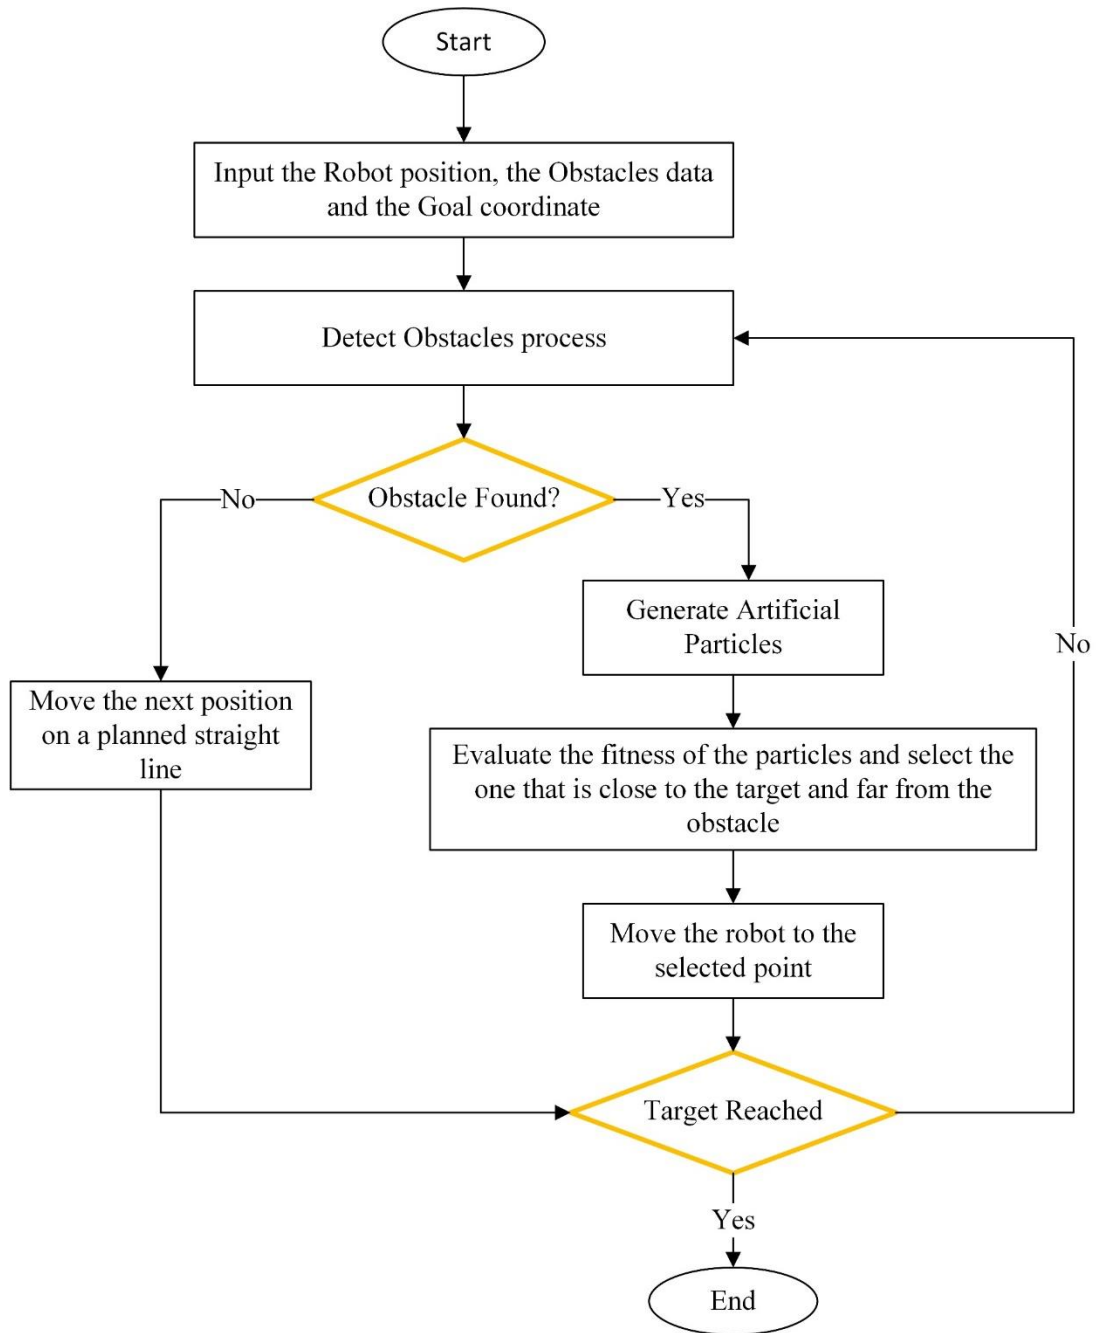 Start
Input the Robot position, the Obstacles data
and the Goal coordinate
Detect Obstacles process
Obstacle Found?
No
Yes
Generate Artificial
Particles
No
Move the next position
on a planned straight
line
Evaluate the fitness of the particles and select the
one that is close to the target and far from the
obstacle
Move the robot to the
selected point
Target Reached
Yes
End